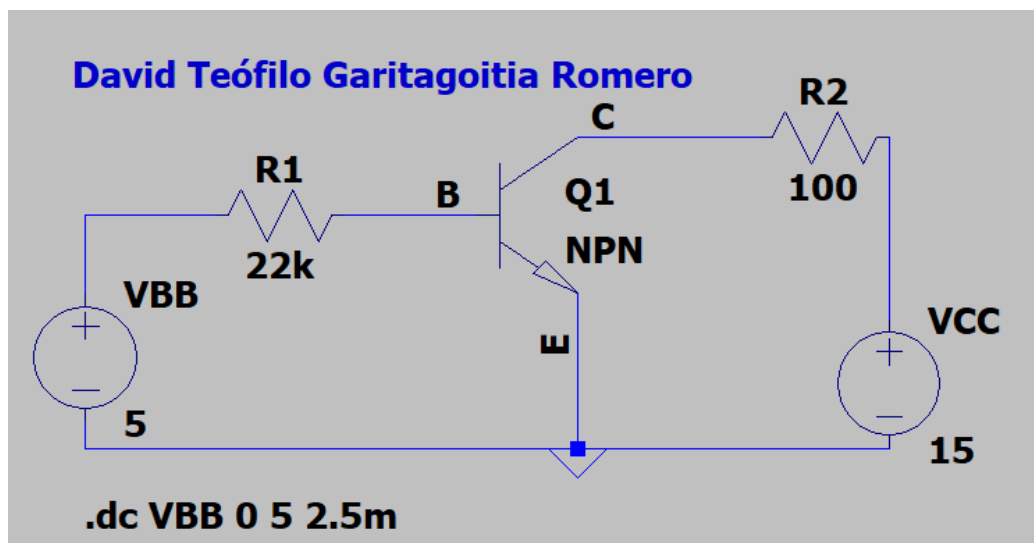 David Teófilo Garitagoitia Romero
R2
C
100
R1
B
Q1
22k
NPN
VBB
VCC
E
5
15
.dc VBB 0 5 2.5m